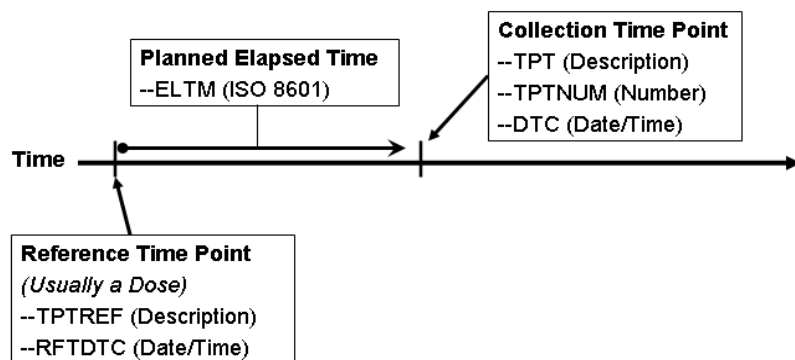 Planned Elapsed Time
--ELTM (ISO 8601)
Collection Time Point
--TPT (Description)
--TPTNUM (Number)
--DTC (Date/Time)
Time
Reference Time Point
(Usually a Dose)
--TPTREF (Description)
--RFTDTC (Date/Time)